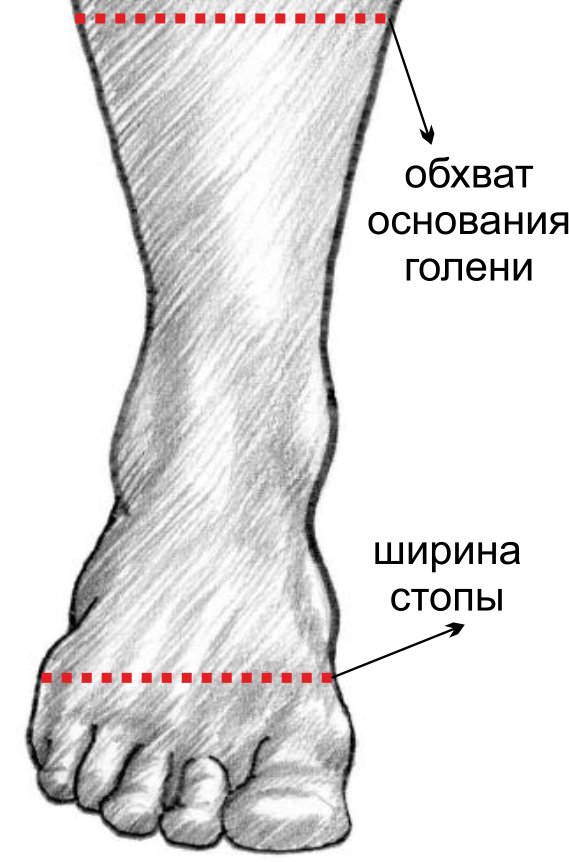 обхват
основания
голени
ширина
стопы